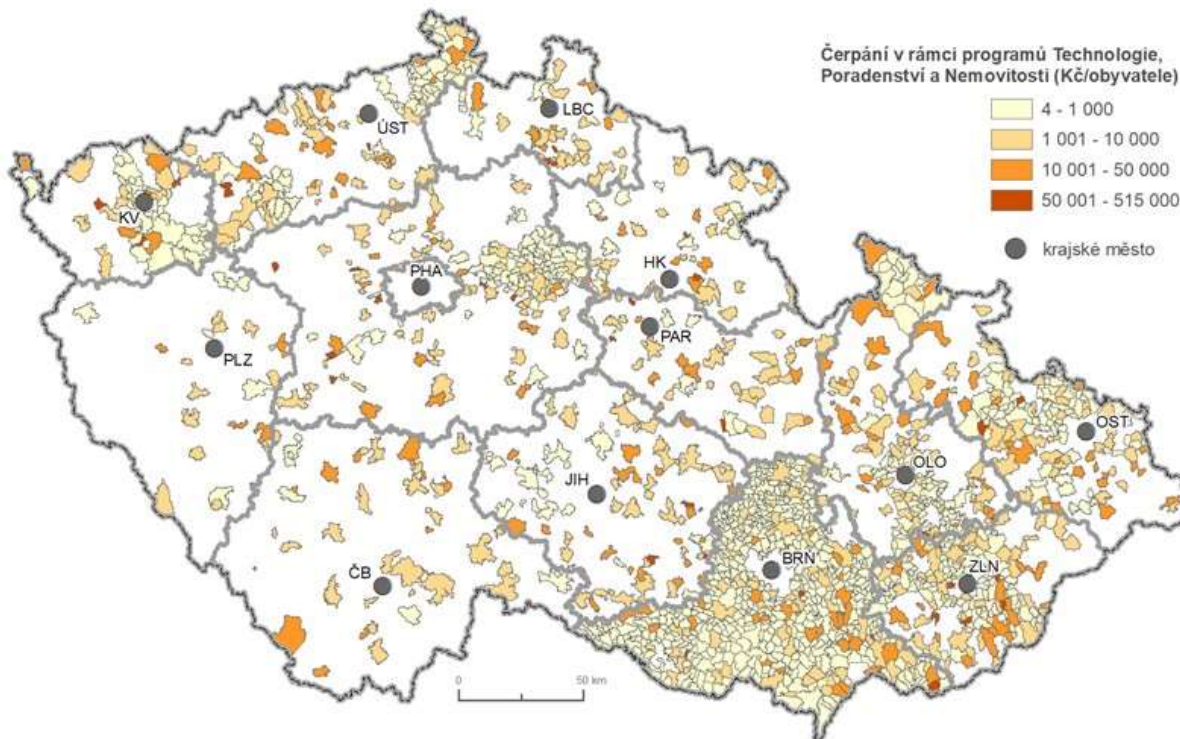 Čerpání v rámci programů Technologie,
Poradenství a Nemovitosti (Kč/obyvatele)
4 - 1 000
1 001 - 10 000
10 001 - 50 000
50 001 - 515 000
krajské město
LBC
ÚST
KV
PHA
HK
PAR
PLZ
OST
OLO
JIH
BRN
ZLN
ČB
0 50 km